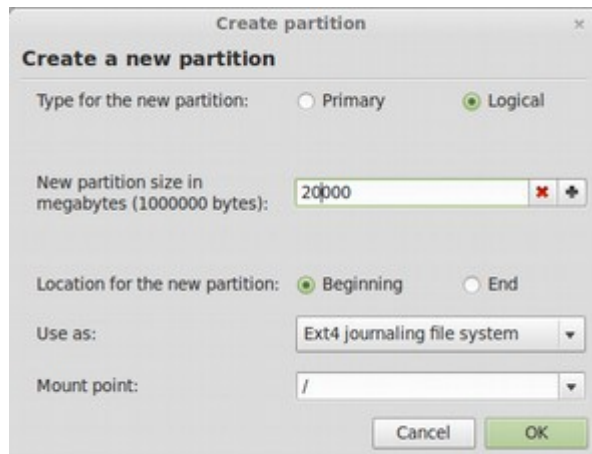 Create partition
Create a new partition
Type for the new partition: Primary Logical
New partition size in
megabytes (1000000 bytes): 20000
Location for the new partition: Beginning End
Use as: Ext4 journaling file system
Mount point: /
Cancel OK